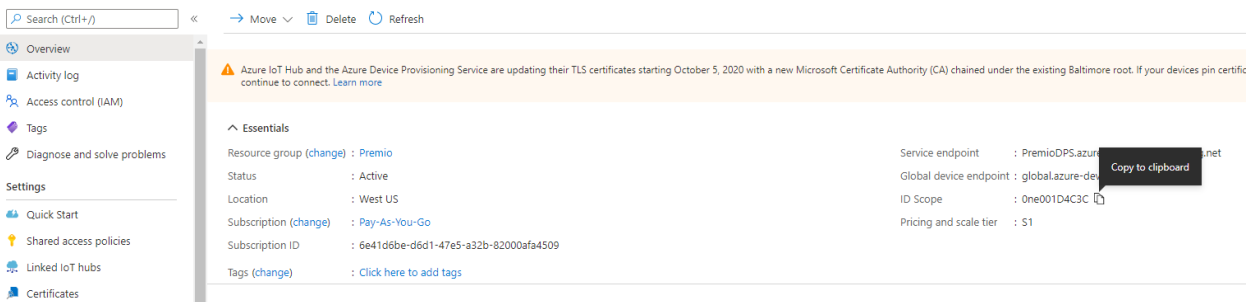 Search (Ctrl+/)
«
Move
Delete
Refresh
Overview
Activity log
Access control (IAM)
Tags
Diagnose and solve problems
Settings
Quick Start
Shared access policies
Linked IoT hubs
Certificates
Azure IoT Hub and the Azure Device Provisioning Service are updating their TLS certificates starting October 5, 2020 with a new Microsoft Certificate Authority (CA) chained under the existing Baltimore root. If your devices pin certific
continue to connect. Learn more
Essentials
Resource group (change) : Premio
Status : Active
Location : West US
Subscription (change) : Pay-As-You-Go
Subscription ID : 6e41d6be-d6d1-47e5-a32b-82000afa4509
Tags (change) : Click here to add tags
Service endpoint : PremioDPS.azure .net
Global device endpoint : global.azure-dev
ID Scope : 0ne001D4C3C
Pricing and scale tier : S1
Copy to clipboard